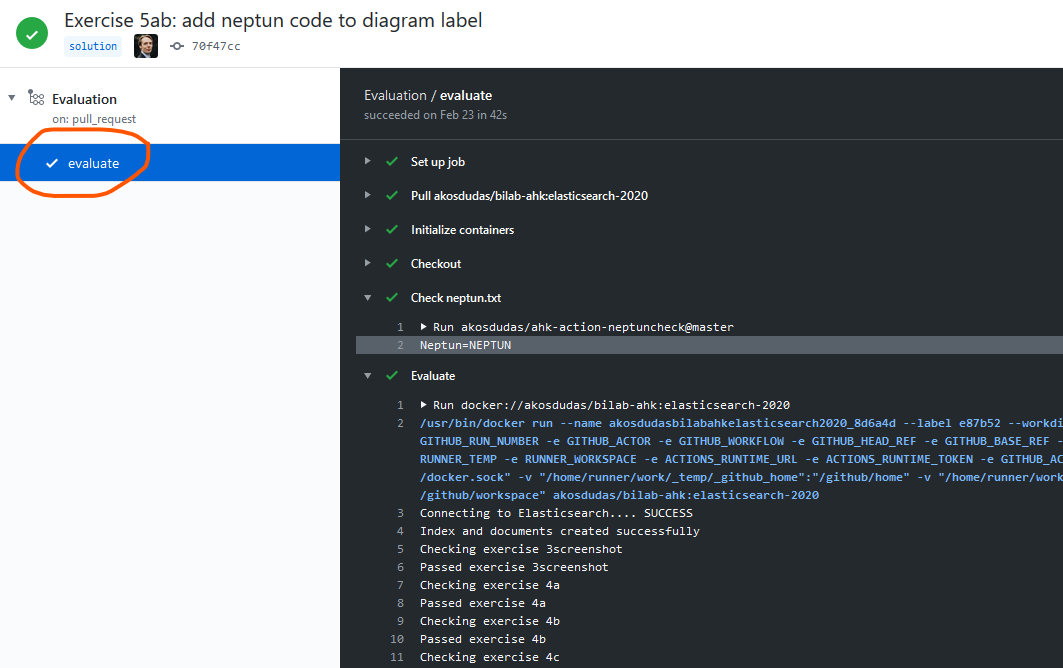 Exercise 5ab: add neptun code to diagram label
solution 70f47cc
Evaluation
on: pull_request
evaluate
Evaluation / evaluate
succeeded on Feb 23 in 42s
Set up job
Pull akosdudas/bilab-ahk:elasticsearch-2020
Initialize containers
Checkout
Check neptun.txt
1 Run akosdudas/ahk-action-neptuncheck@master
2 Neptun=NEPTUN
Evaluate
1 Run docker://akosdudas/bilab-ahk:elasticsearch-2020
2 /usr/bin/docker run --name akosdudasbilabahkelasticsearch2020_8d6a4d --label e87b52 --workdi
GITHUB_RUN_NUMBER -e GITHUB_ACTOR -e GITHUB_WORKFLOW -e GITHUB_HEAD_REF -e GITHUB_BASE_REF -
RUNNER_TEMP -e RUNNER_WORKSPACE -e ACTIONS_RUNTIME_URL -e ACTIONS_RUNTIME_TOKEN -e GITHUB_AC
/docker.sock" -v "/home/runner/work/_temp/_github_home":"/github/home" -v "/home/runner/work
/github/workspace" akosdudas/bilab-ahk:elasticsearch-2020
3 Connecting to Elasticsearch.... SUCCESS
4 Index and documents created successfully
5 Checking exercise 3screenshot
6 Passed exercise 3screenshot
7 Checking exercise 4a
8 Passed exercise 4a
9 Checking exercise 4b
10 Passed exercise 4b
11 Checking exercise 4c